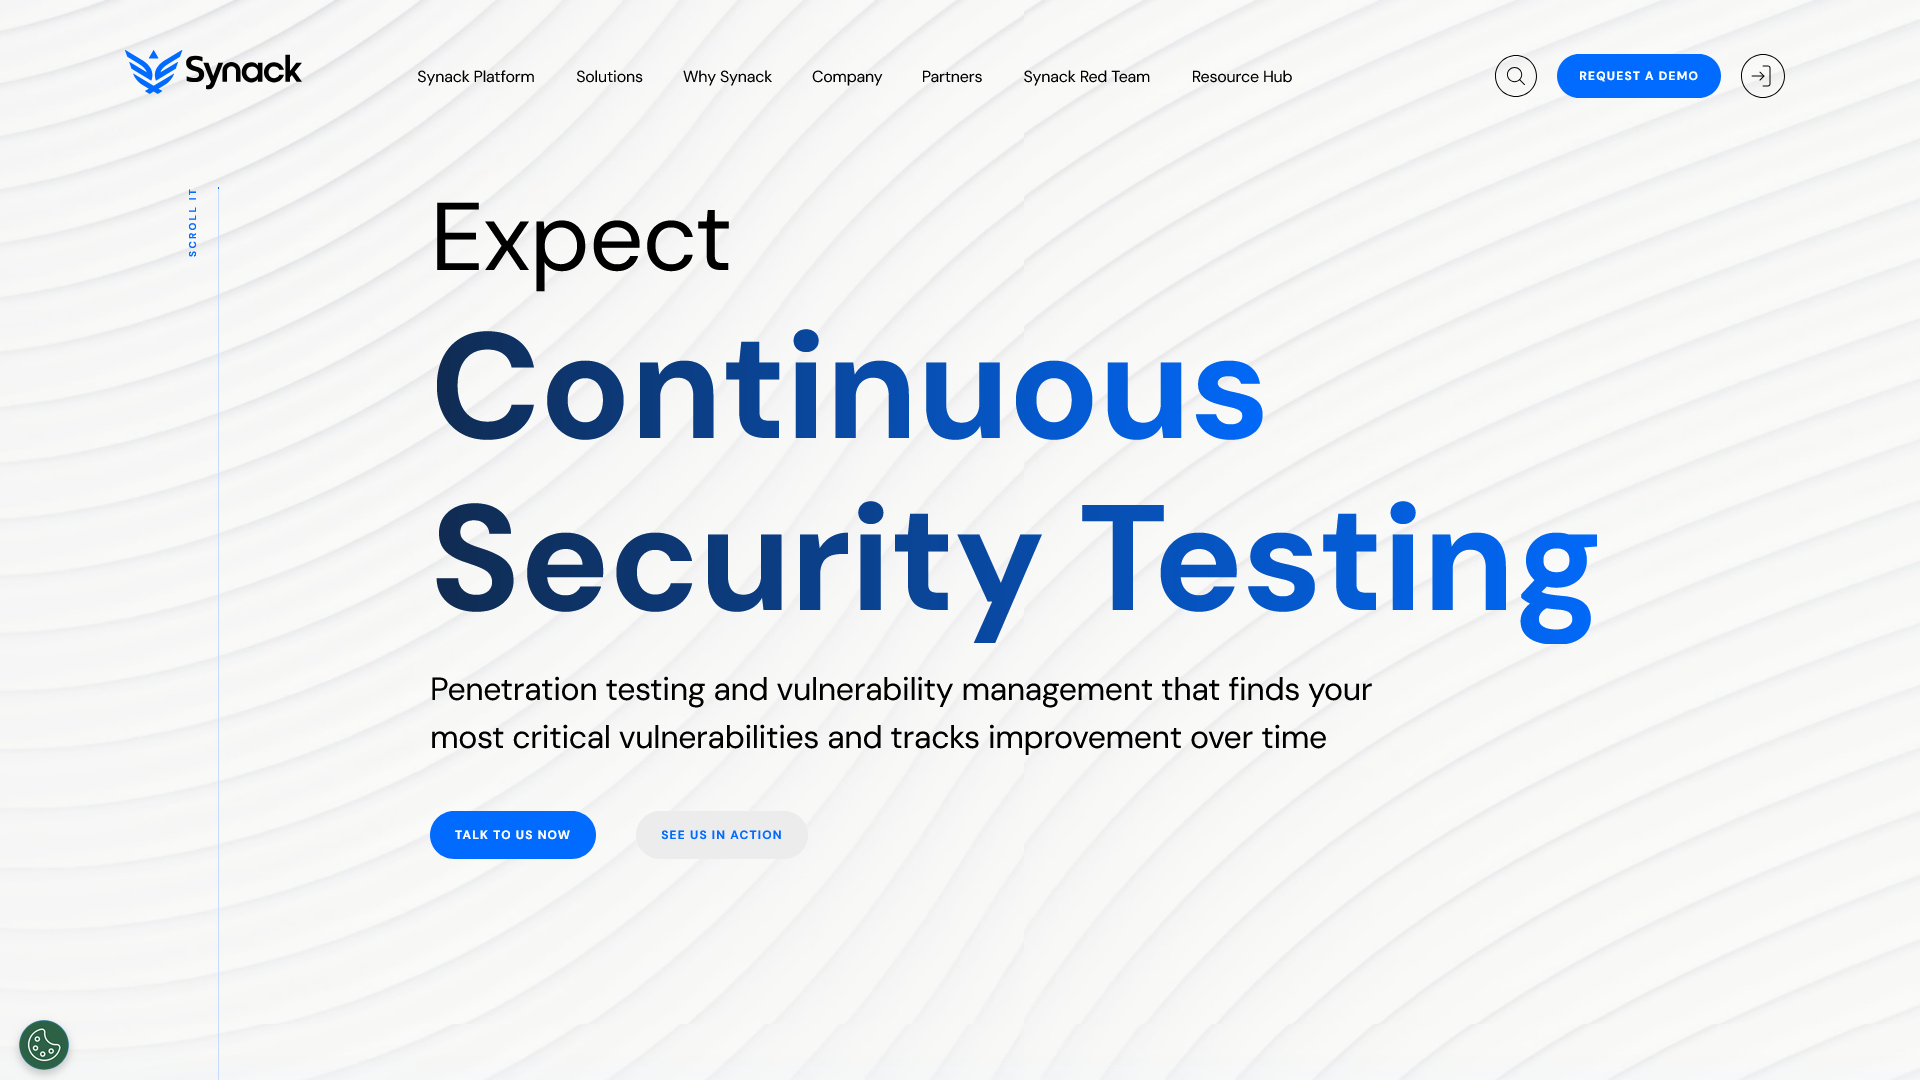 Synack
Synack Platform
Solutions
Why Synack
Company
Partners
Synack Red Team
Resource Hub
REQUEST A DEMO
SCROLL IT
Expect
Continuous
Security Testing
Penetration testing and vulnerability management that finds your
most critical vulnerabilities and tracks improvement over time
TALK TO US NOW
SEE US IN ACTION